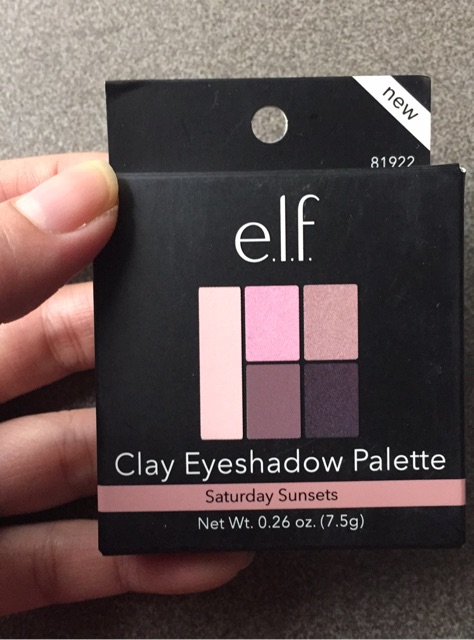 new
81922
e.l.f.
Clay Eyeshadow Palette
Saturday Sunsets
Net Wt. 0.26 oz. (7.5g)